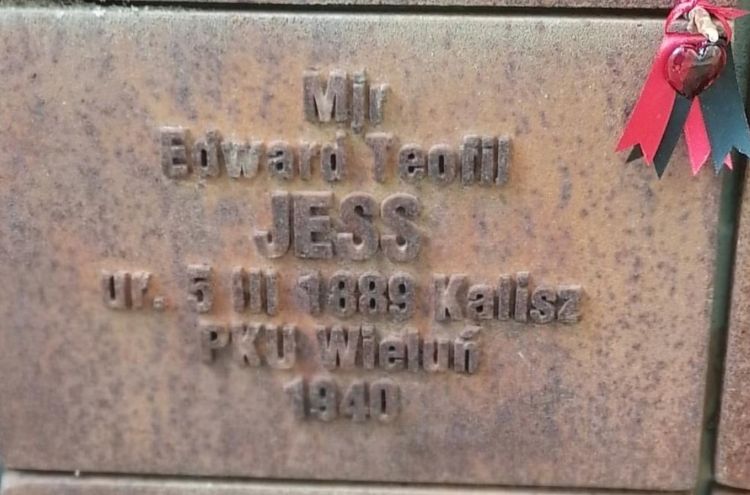 Mjr
Edward Teofil
JESS
ur. 5 III 1889 Kalisz
PKU Wieluń
1940